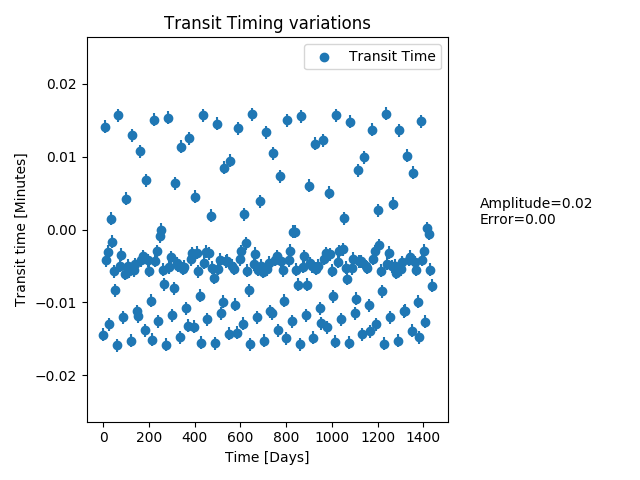 Transit Timing variations
Transit Time
0.02
0.01
0.00
−0.01
−0.02
Transit time [Minutes]
0 200 400 600 800 1000 1200 1400
Time [Days]
Amplitude=0.02
Error=0.00